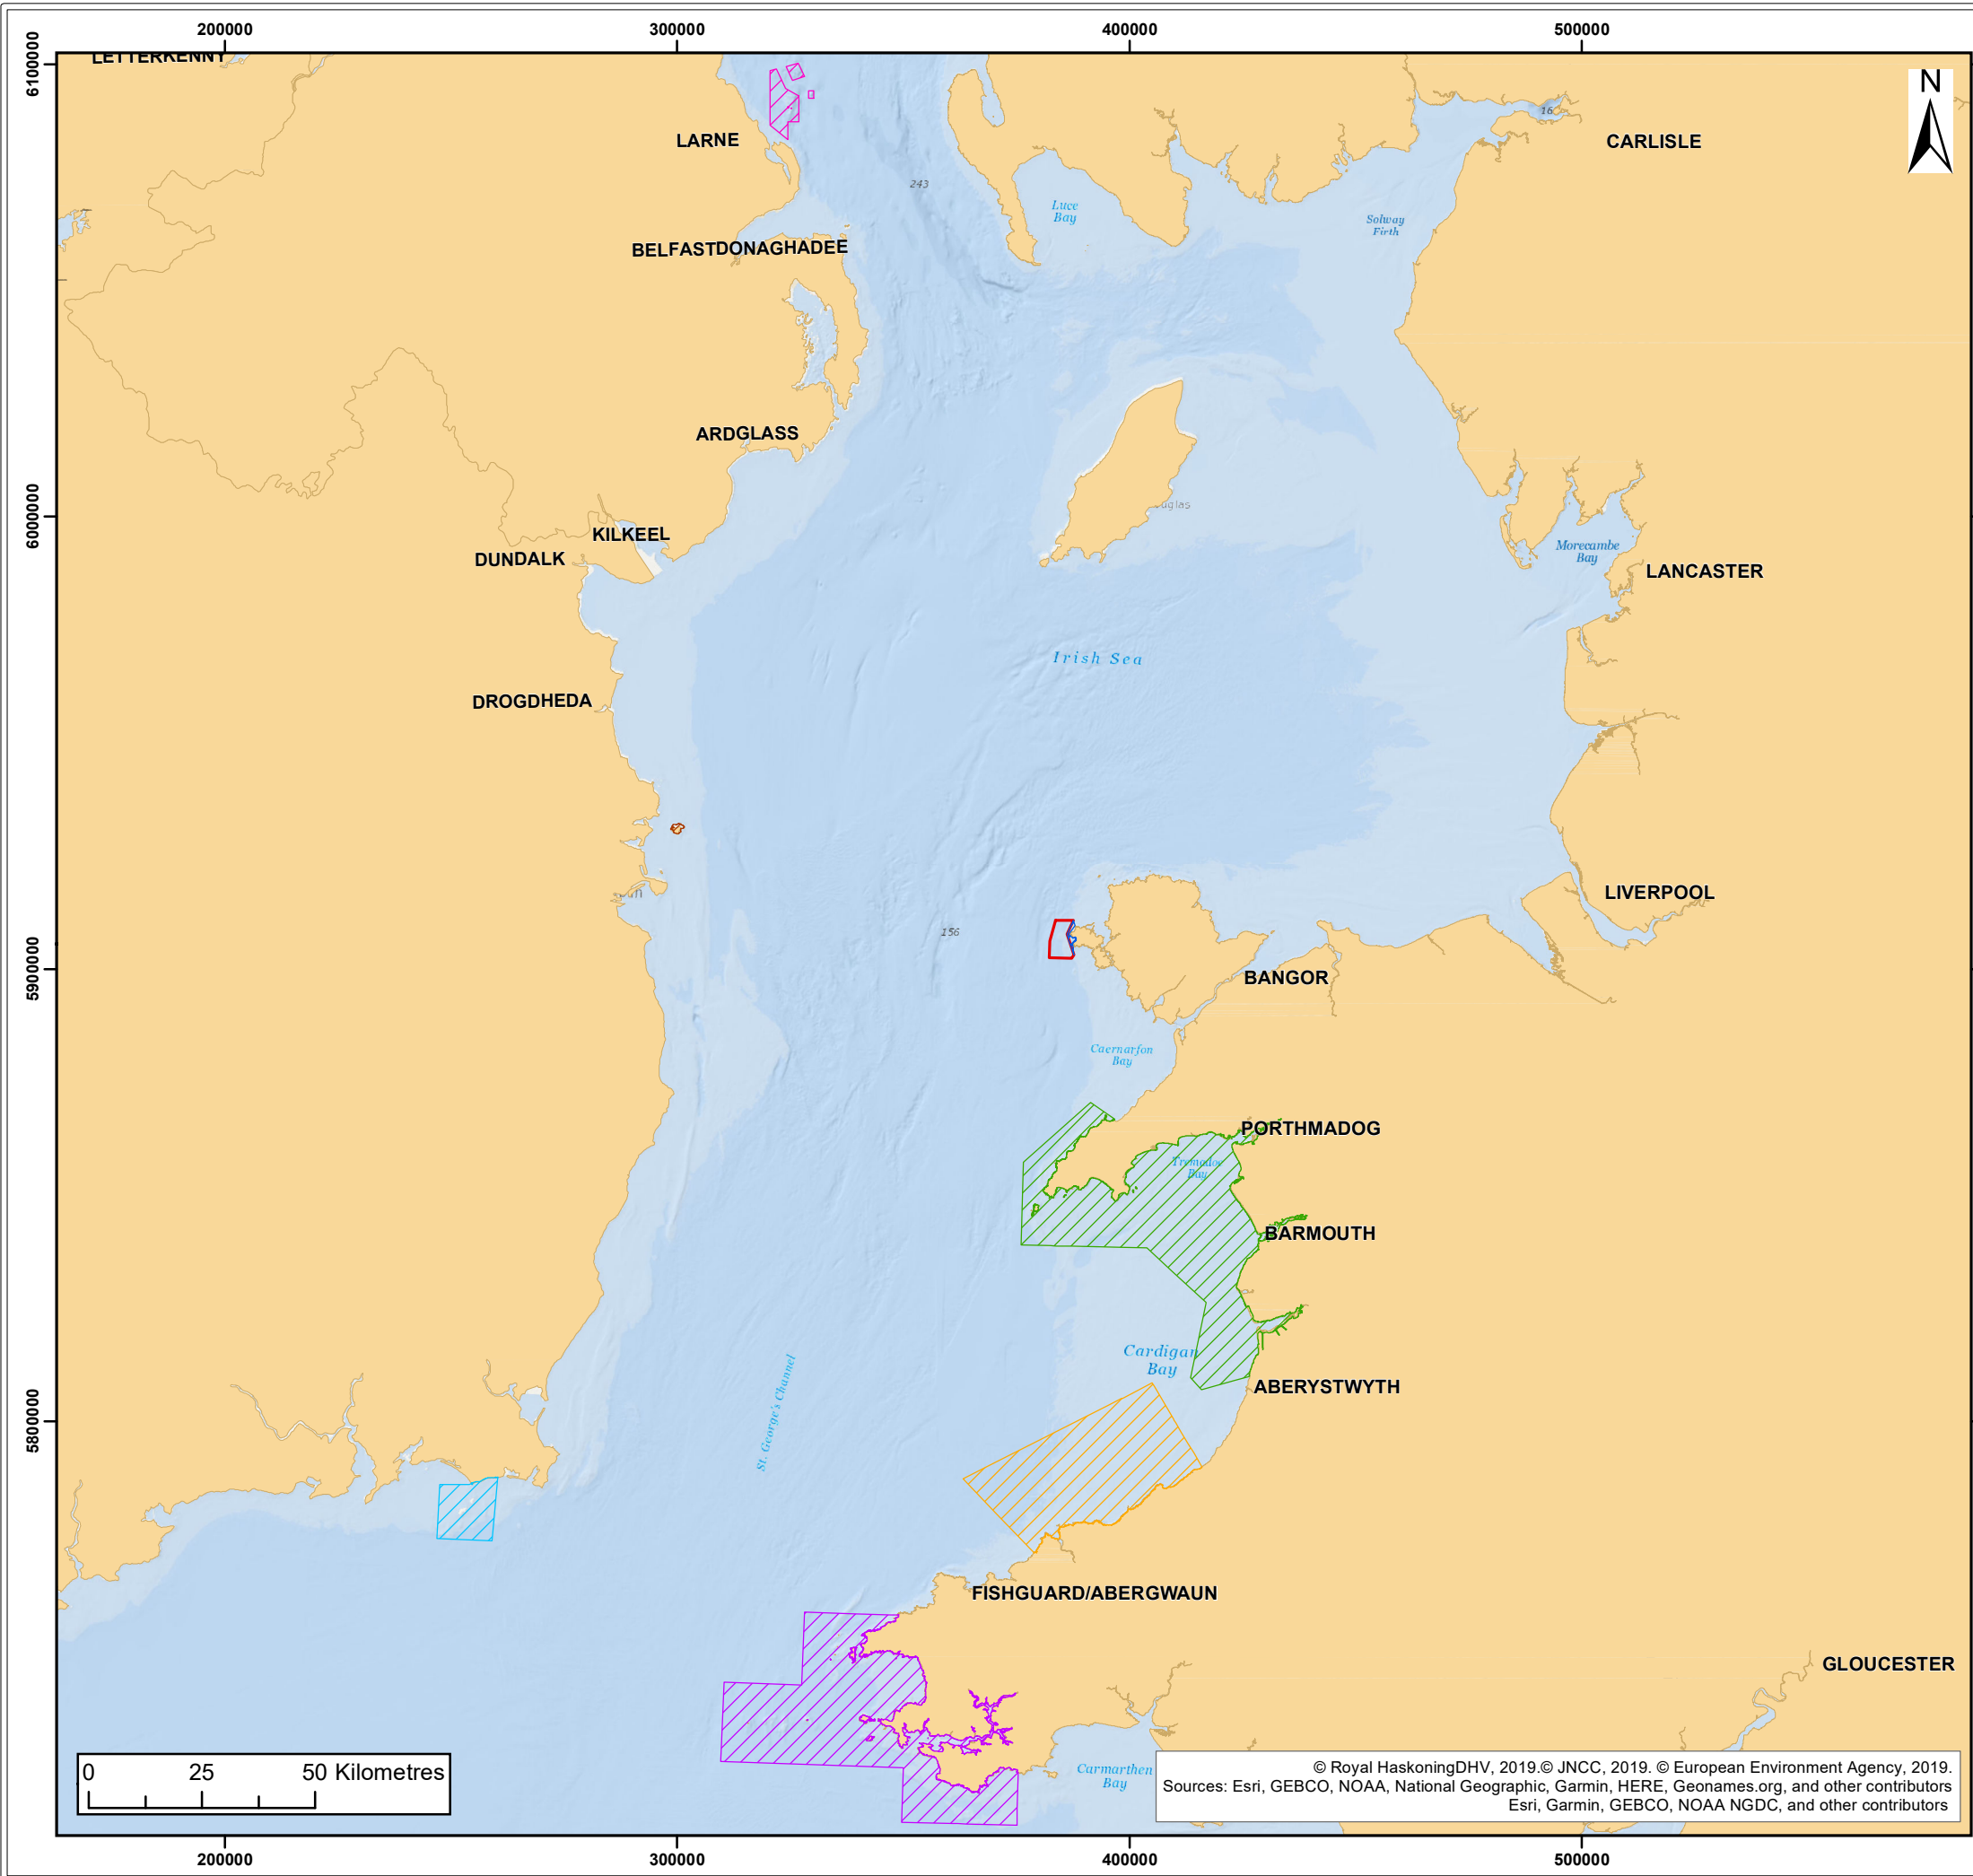 200000 300000 400000 500000
6100000
LETTERKENNY
N
16
LARNE
CARLISLE
243
Luce
Bay
Solway
Firth
BELFAST
DONAGHADEE
ARDGLASS
6000000
KILKEEL
DUNDALK
Morecambe
Bay
LANCASTER
Irish Sea
DROGDHEDA
LIVERPOOL
156
5900000
BANGOR
Caernarfon
Bay
PORTHMADOG
Tremadoc
Bay
BARMOUTH
Cardigan
Bay
ABERYSTWYTH
St. George's Channel
5800000
FISHGUARD/ABERGWAUN
GLOUCESTER
Carmarthen
Bay
0 25 50 Kilometres
© Royal HaskoningDHV, 2019.© JNCC, 2019. © European Environment Agency, 2019.
Sources: Esri, GEBCO, NOAA, National Geographic, Garmin, HERE, Geonames.org, and other contributors
Esri, Garmin, GEBCO, NOAA NGDC, and other contributors
200000 300000 400000 500000